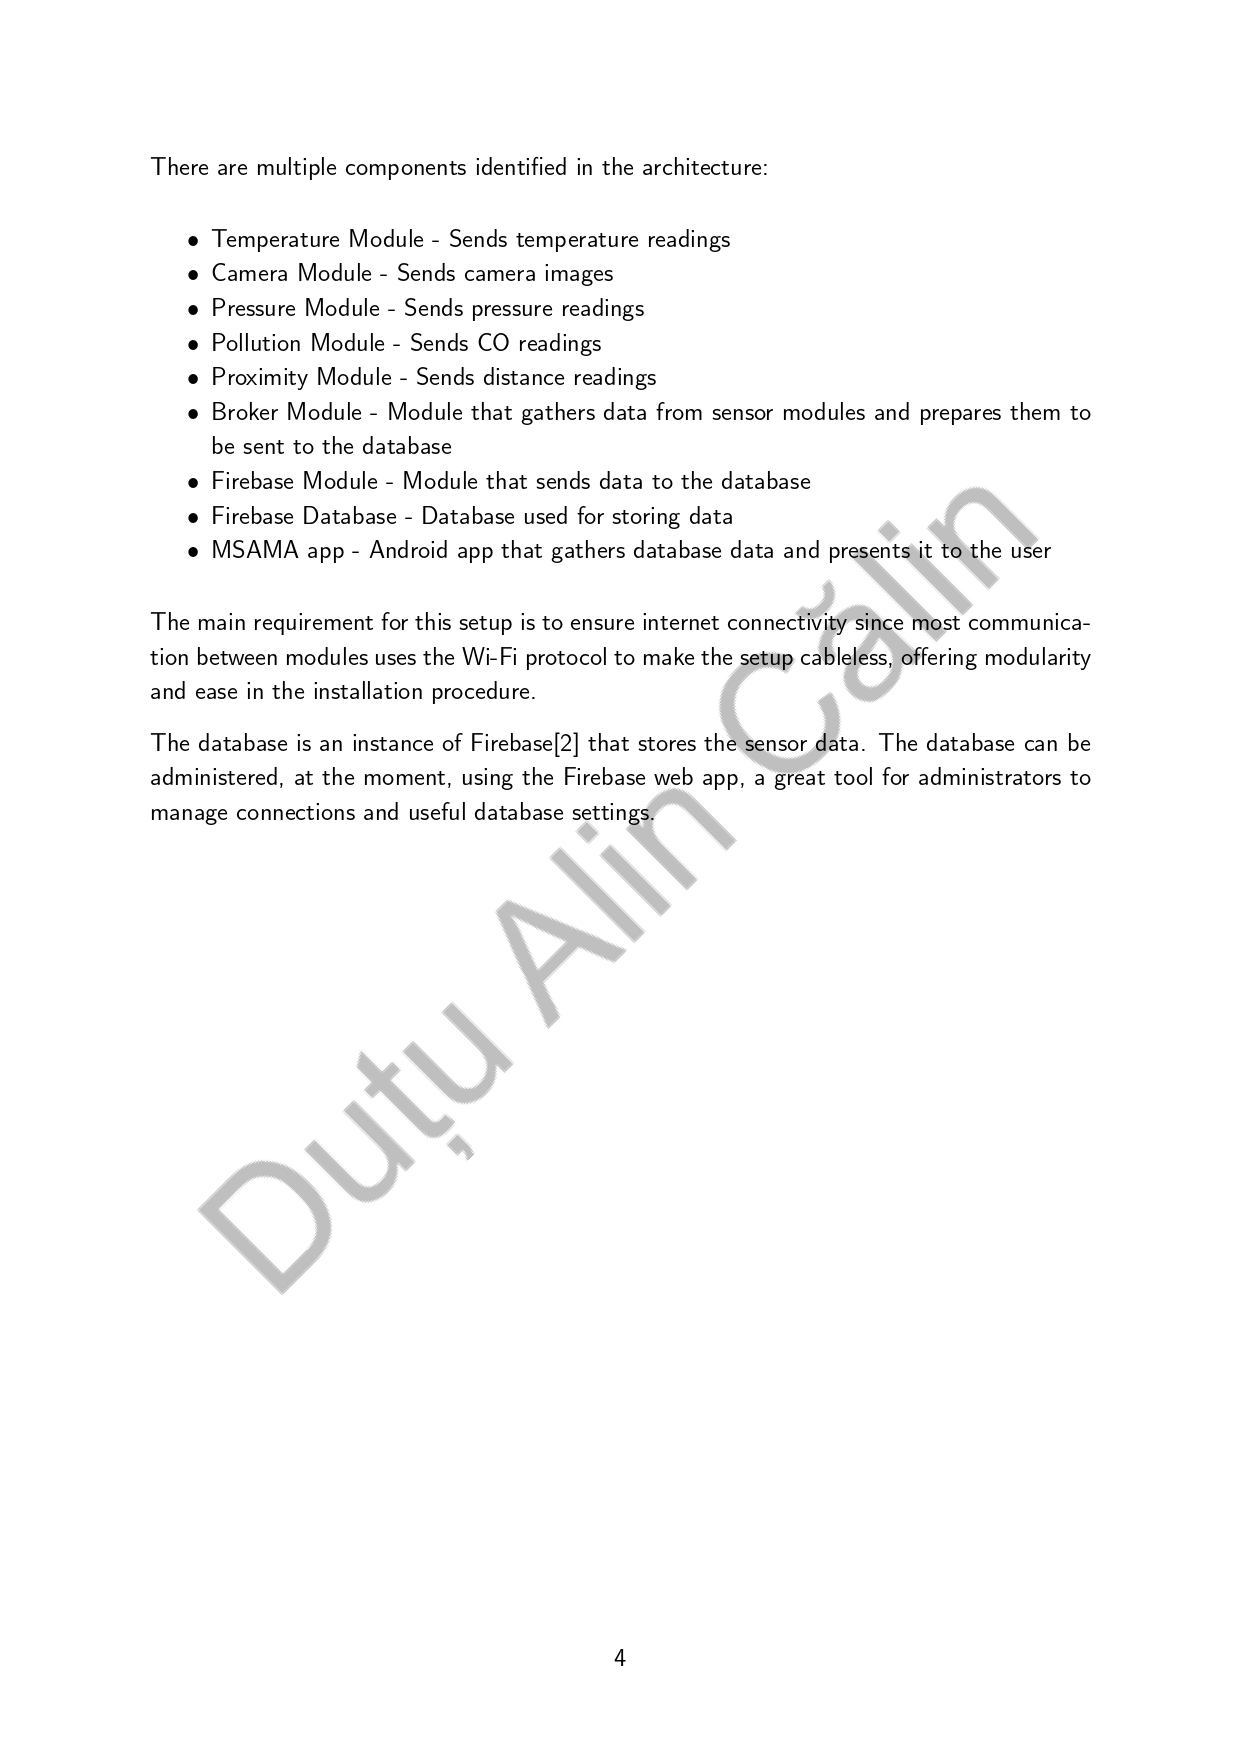 There are multiple components identified in the architecture:
• Temperature Module - Sends temperature readings
• Camera Module - Sends camera images
• Pressure Module - Sends pressure readings
• Pollution Module - Sends CO readings
• Proximity Module - Sends distance readings
• Broker Module - Module that gathers data from sensor modules and prepares them to
be sent to the database
• Firebase Module - Module that sends data to the database
• Firebase Database - Database used for storing data
• MSAMA app - Android app that gathers database data and presents it to the user
The main requirement for this setup is to ensure internet connectivity since most communica-
tion between modules uses the Wi-Fi protocol to make the setup cableless, offering modularity
and ease in the installation procedure.
The database is an instance of Firebase[2] that stores the sensor data. The database can be
administered, at the moment, using the Firebase web app, a great tool for administrators to
manage connections and useful database settings.
Duțu Alin Călin
4